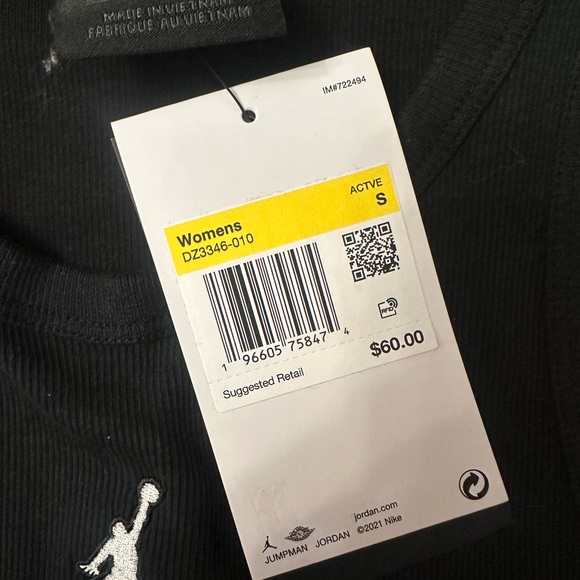 MADE IN VIETNAM
FABRIQUÉ AU VIETNAM
IM#722494
ACTVE
Womens S
DZ3346-010
RFID
1 96605 75847 4
Suggested Retail $60.00
jordan.com
JUMPMAN JORDAN ©2021 Nike